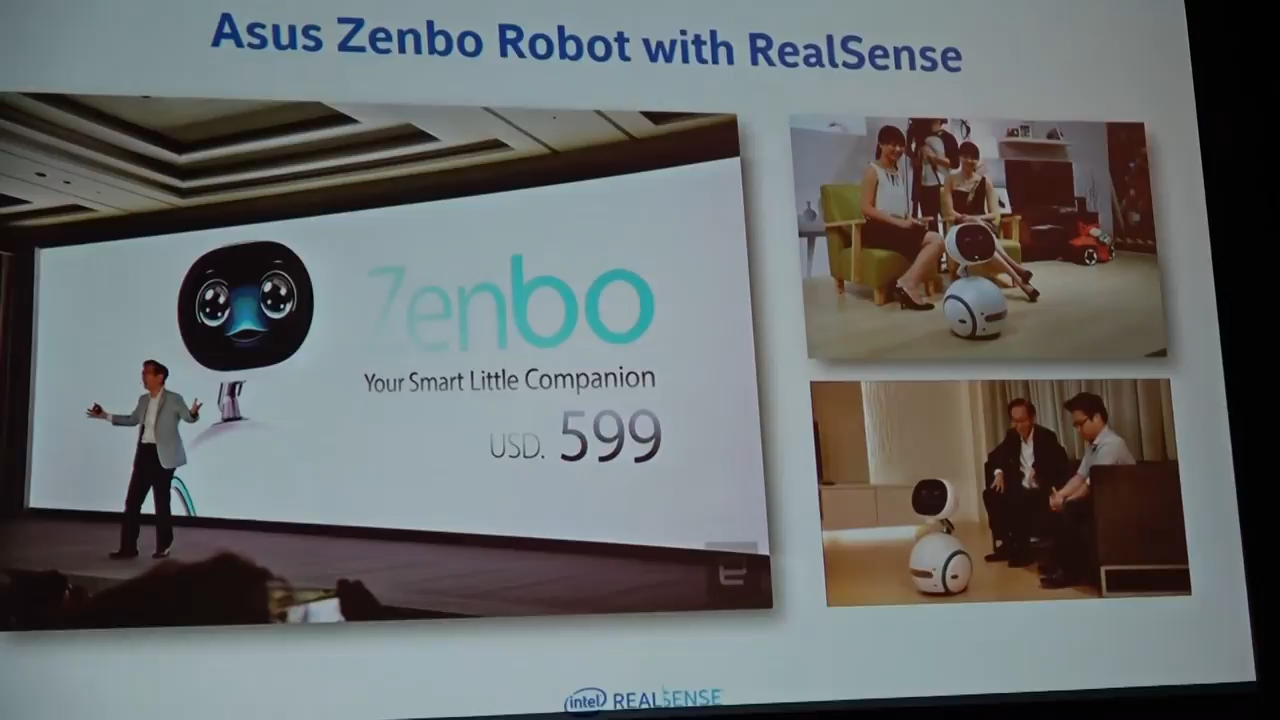 Asus Zenbo Robot with RealSense
Zenbo
Your Smart Little Companion
USD. 599
intel REALSENSE